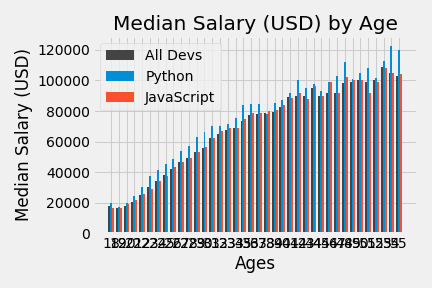 Median Salary (USD) by Age
120000
100000
80000
60000
40000
20000
0
Median Salary (USD)
All Devs
Python
JavaScript
Ages